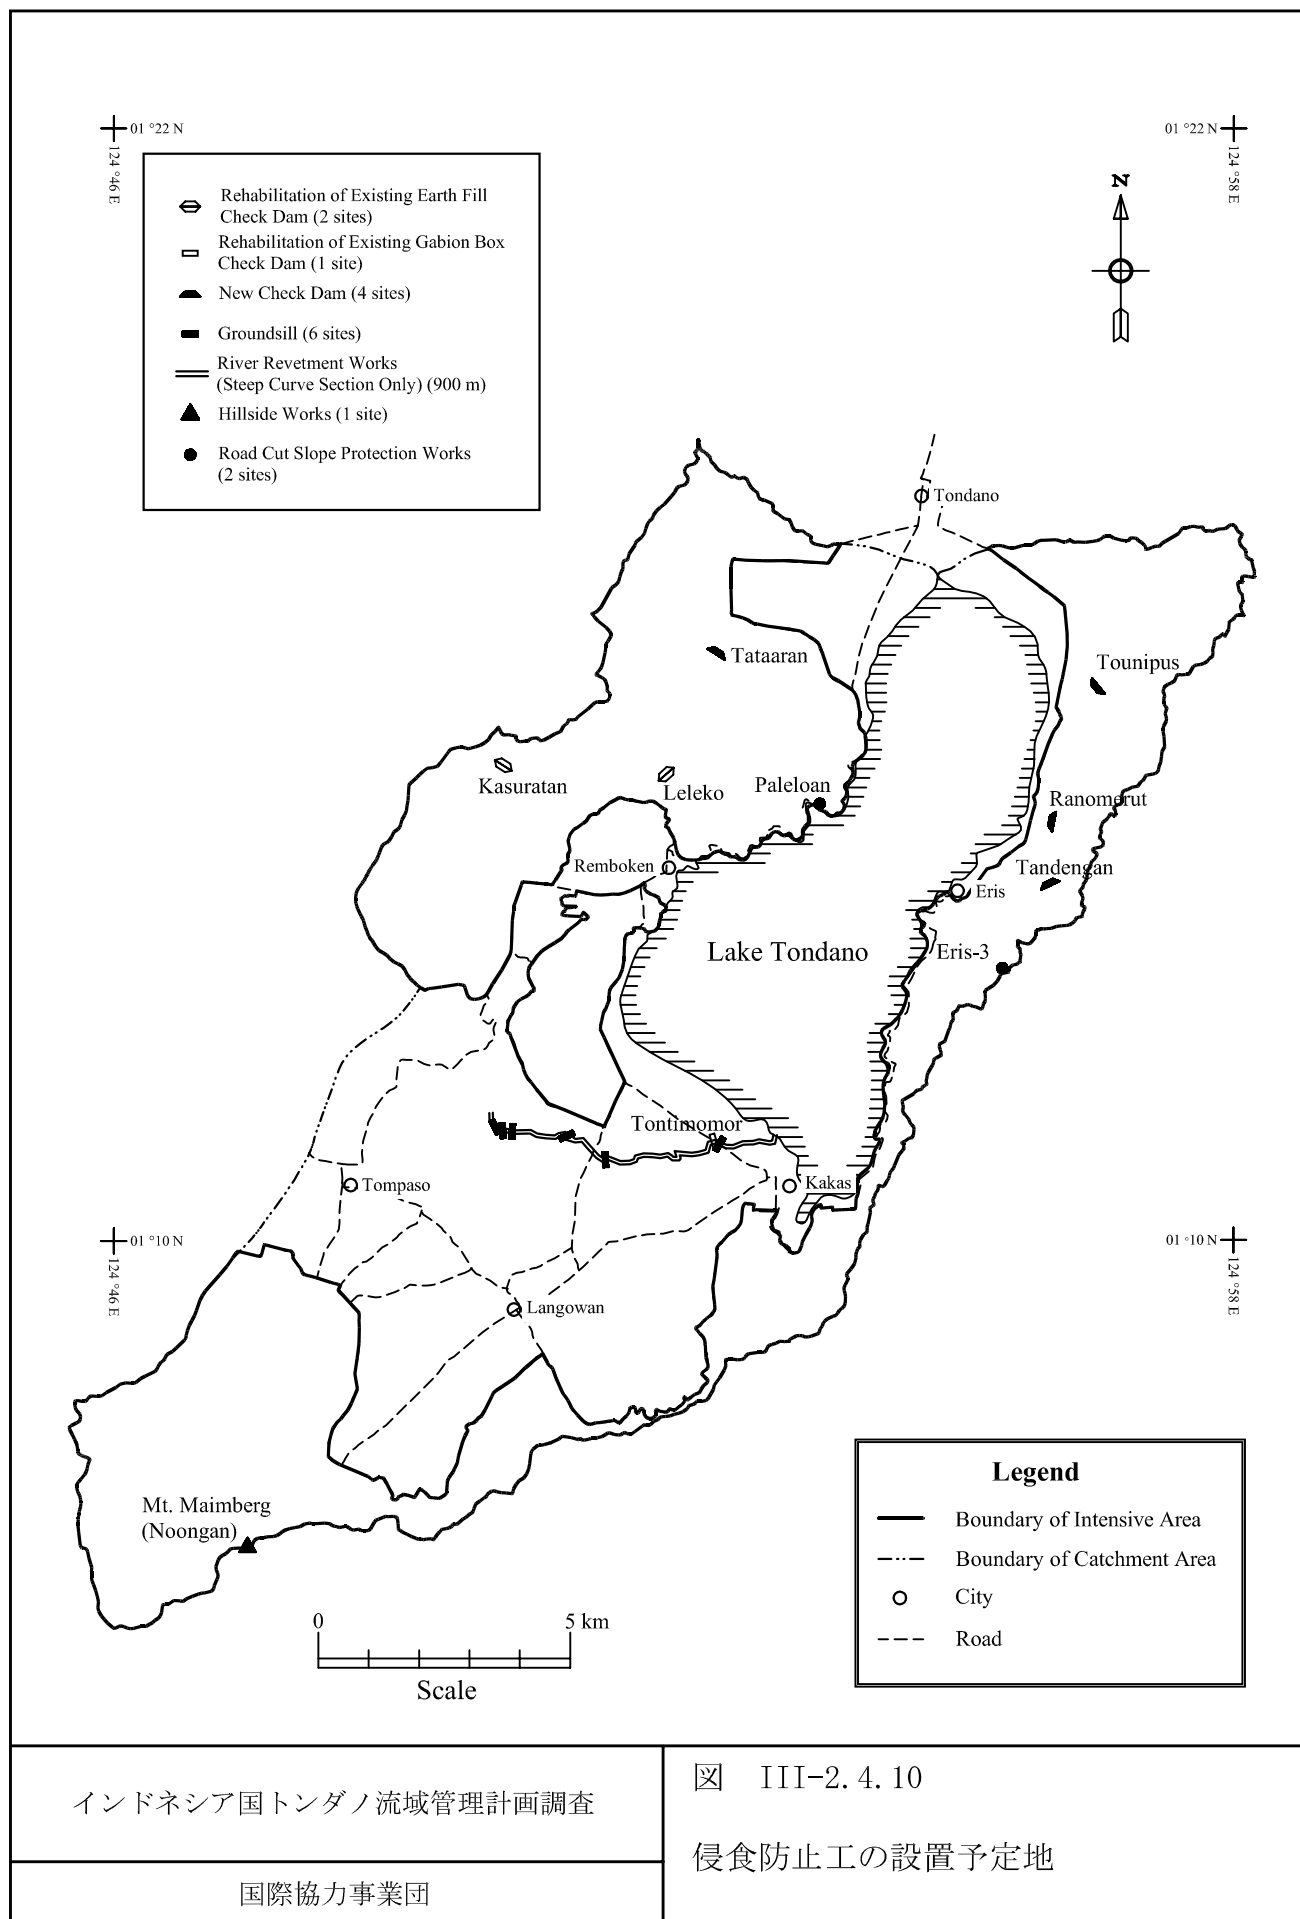 01 °22 N
124 °46 E
01 °22 N
124 °58 E
Rehabilitation of Existing Earth Fill
Check Dam (2 sites)
Rehabilitation of Existing Gabion Box
Check Dam (1 site)
New Check Dam (4 sites)
Groundsill (6 sites)
River Revetment Works
(Steep Curve Section Only) (900 m)
Hillside Works (1 site)
Road Cut Slope Protection Works
(2 sites)
N
Tondano
Tataaran
Tounipus
Kasuratan
Leleko
Paleloan
Ranomerut
Remboken
Tandengan
Eris
Lake Tondano
Eris-3
Tontimomor
Tompaso
Kakas
01 °10 N
124 °46 E
01 °10 N
124 °58 E
Langowan
Mt. Maimberg
(Noongan)
0
5 km
Scale
Legend
Boundary of Intensive Area
Boundary of Catchment Area
City
Road
インドネシア国トンダノ流域管理計画調査
国際協力事業団
図 III-2.4.10
侵食防止工の設置予定地